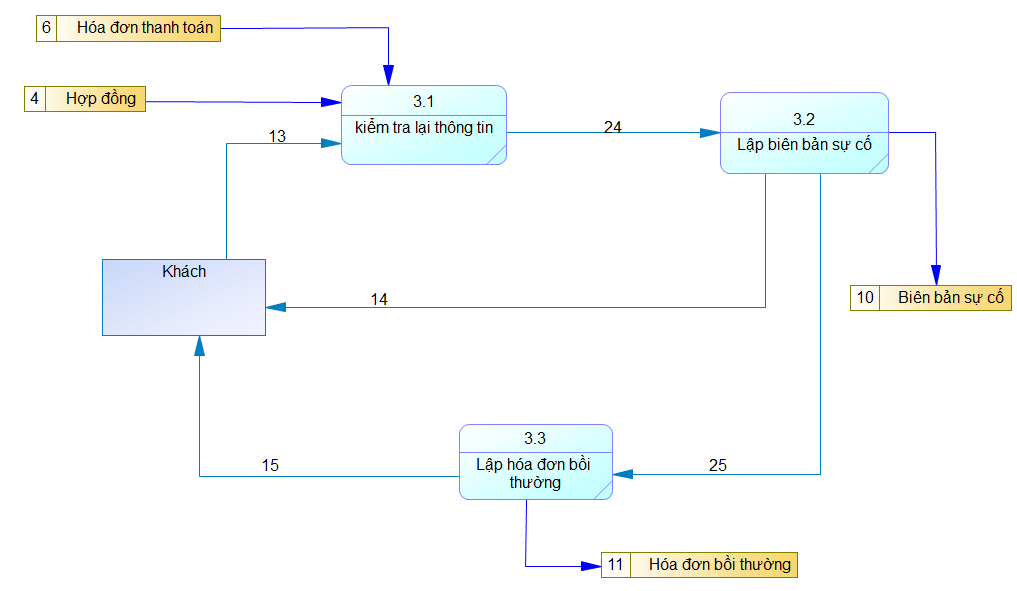 6 Hóa đơn thanh toán
4 Hợp đồng
3.1
kiểm tra lại thông tin
3.2
Lập biên bản sự cố
13
24
Khách
14
10 Biên bản sự cố
3.3
Lập hóa đơn bồi
thường
15
25
11 Hóa đơn bồi thường